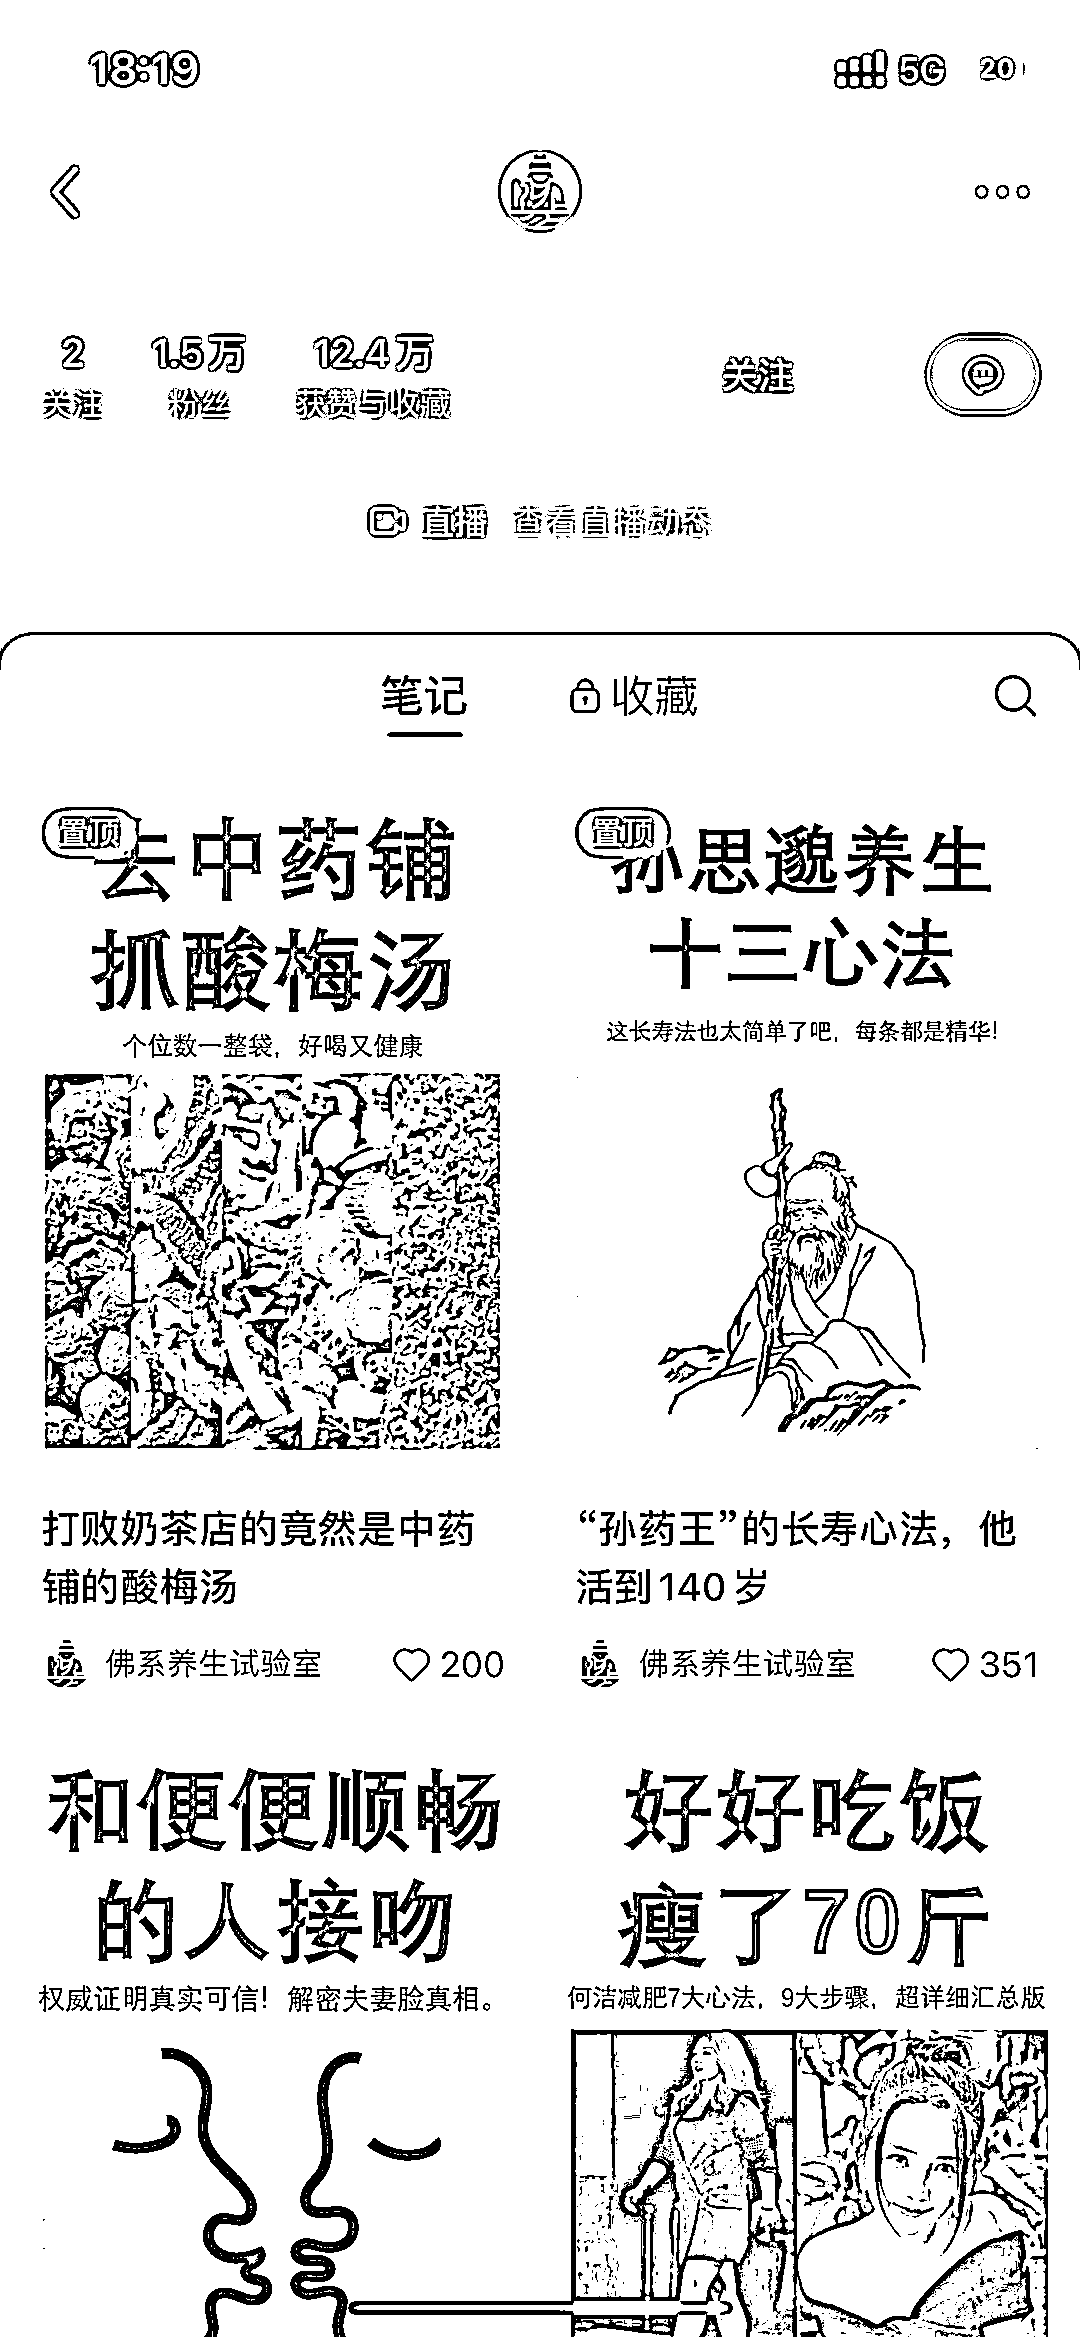 18:19 5G 20
2 1.5万 12.4万 关注
关注 粉丝 获赞与收藏
直播 查看直播动态
笔记 收藏
置顶
去中药铺
抓酸梅汤
个位数一整袋，好喝又健康
打败奶茶店的竟然是中药
铺的酸梅汤
佛系养生试验室 200
置顶
孙思邈养生
十三心法
这长寿法也太简单了吧，每条都是精华！
“孙药王”的长寿心法，他
活到140岁
佛系养生试验室 351
和便便顺畅
的人接吻
权威证明真实可信！解密夫妻脸真相。
好好吃饭
瘦了70斤
何洁减肥7大心法，9大步骤，超详细汇总版